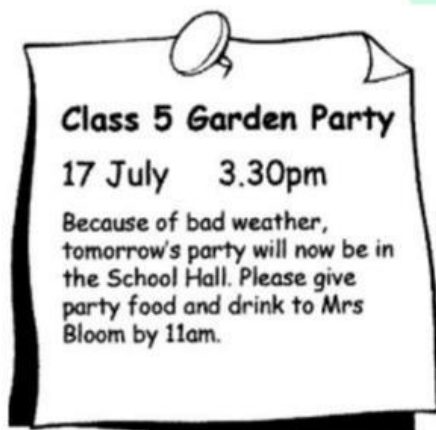 Class 5 Garden Party
17 July 3.30pm
Because of bad weather,
tomorrow's party will now be in
the School Hall. Please give
party food and drink to Mrs
Bloom by 11am.